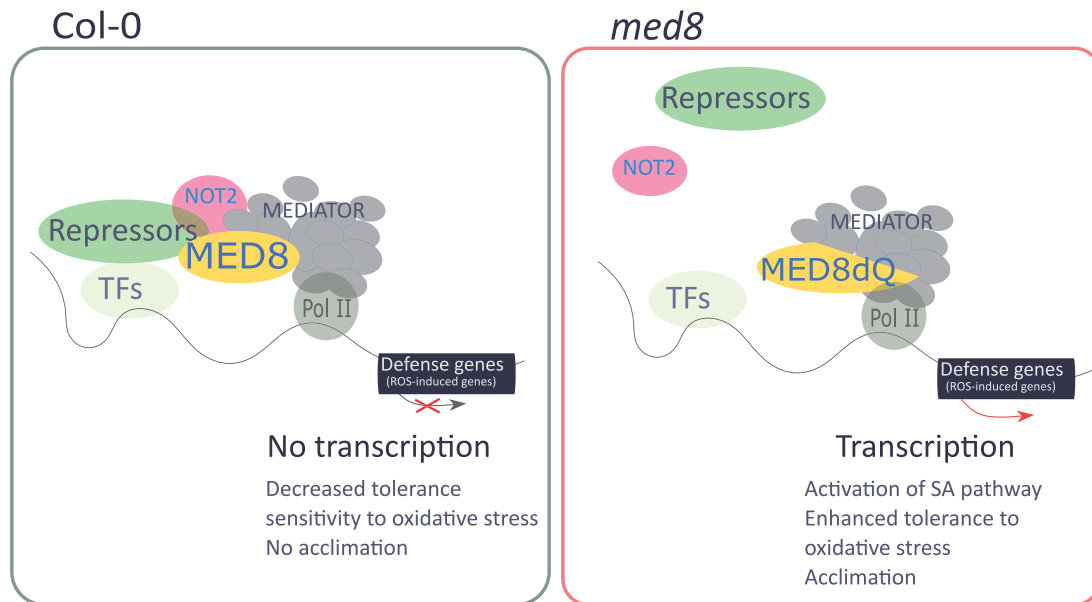 Col-0
NOT2
MEDIATOR
Repressors
MED8
TFs
Pol II
Defense genes
(ROS-induced genes)
No transcription
Decreased tolerance
sensitivity to oxidative stress
No acclimation
med8
Repressors
NOT2
MEDIATOR
MED8dQ
TFs
Pol II
Defense genes
(ROS-induced genes)
Transcription
Activation of SA pathway
Enhanced tolerance to
oxidative stress
Acclimation